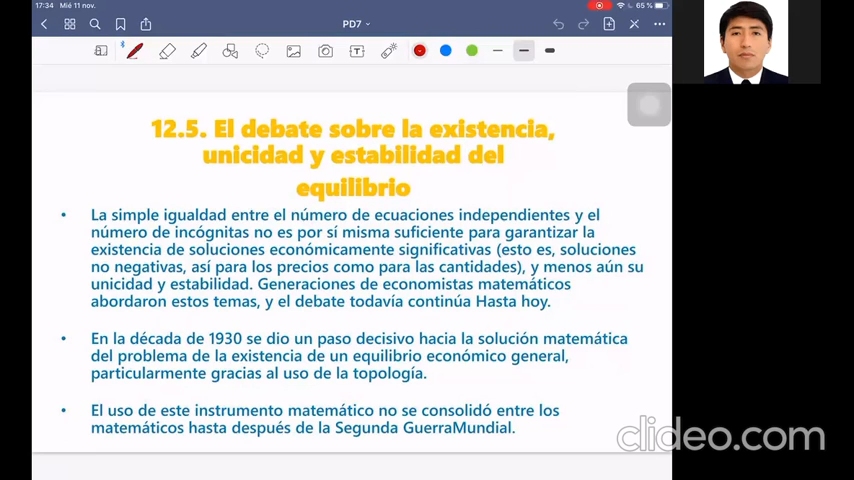 17:34 Mié 11 nov.
65 %
PD7
12.5. El debate sobre la existencia,
unicidad y estabilidad del
equilibrio
• La simple igualdad entre el número de ecuaciones independientes y el
número de incógnitas no es por sí misma suficiente para garantizar la
existencia de soluciones económicamente significativas (esto es, soluciones
no negativas, así para los precios como para las cantidades), y menos aún su
unicidad y estabilidad. Generaciones de economistas matemáticos
abordaron estos temas, y el debate todavía continúa Hasta hoy.
• En la década de 1930 se dio un paso decisivo hacia la solución matemática
del problema de la existencia de un equilibrio económico general,
particularmente gracias al uso de la topología.
• El uso de este instrumento matemático no se consolidó entre los
matemáticos hasta después de la Segunda GuerraMundial.
clideo.com